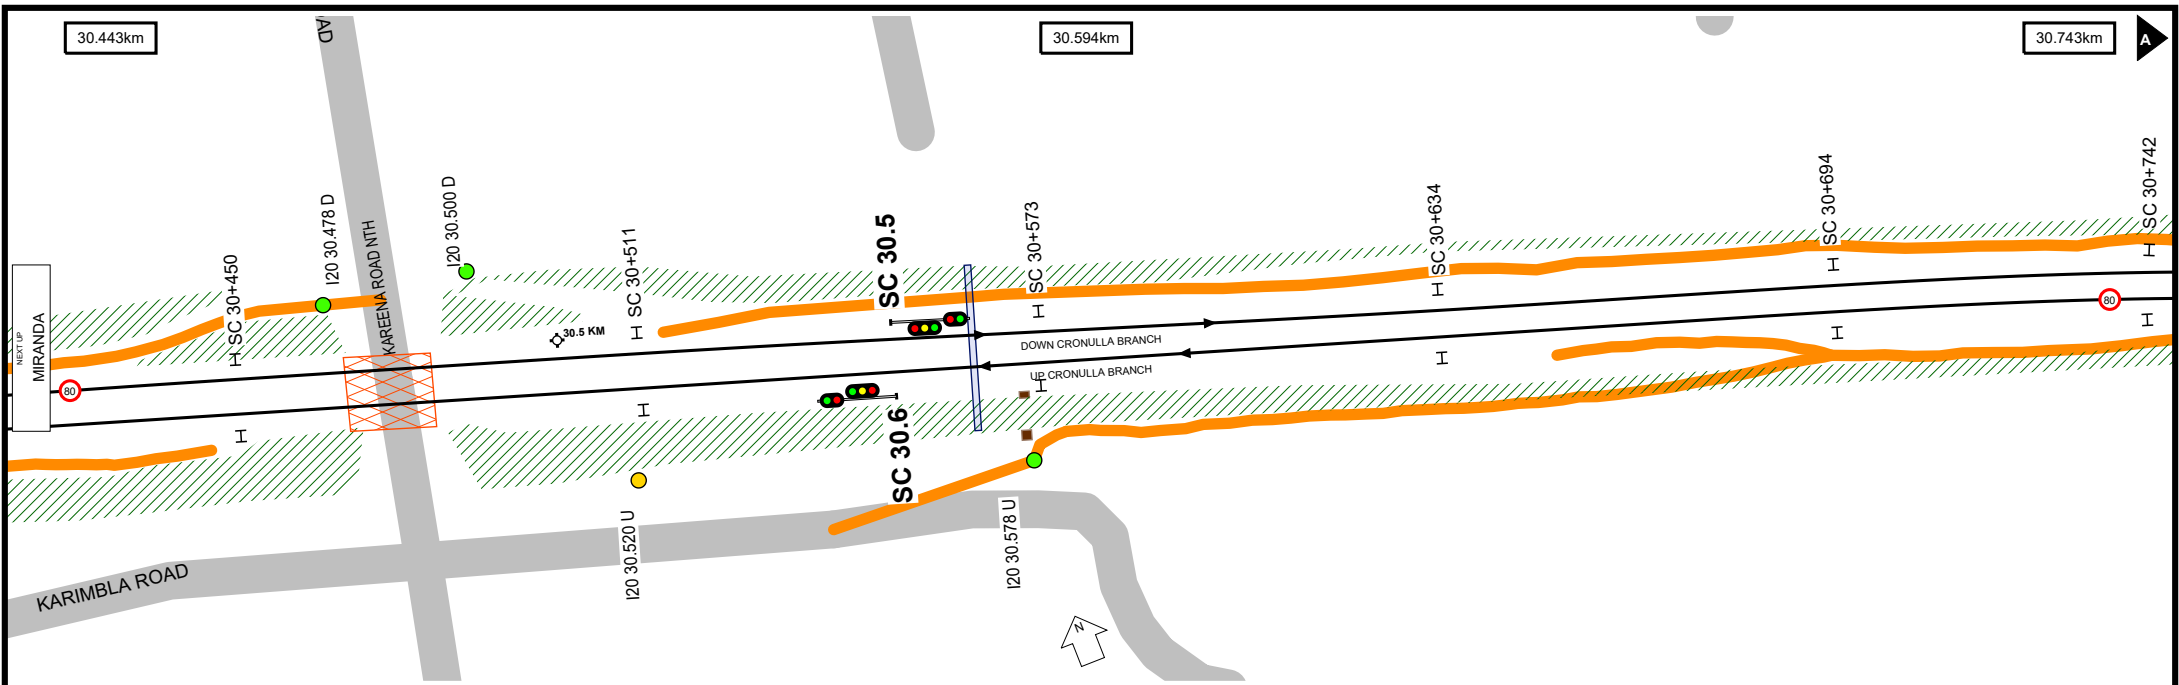 30.443km
30.594km
30.743km
A
AD
KAREENA ROAD NTH
NEXT UP
MIRANDA
80
SC 30+450
I20 30.478 D
I20 30.500 D
30.5 KM
SC 30+511
SC 30.5
SC 30+573
SC 30+634
SC 30+694
SC 30+742
80
DOWN CRONULLA BRANCH
UP CRONULLA BRANCH
SC 30.6
I20 30.520 U
I20 30.578 U
KARIMBLA ROAD
N